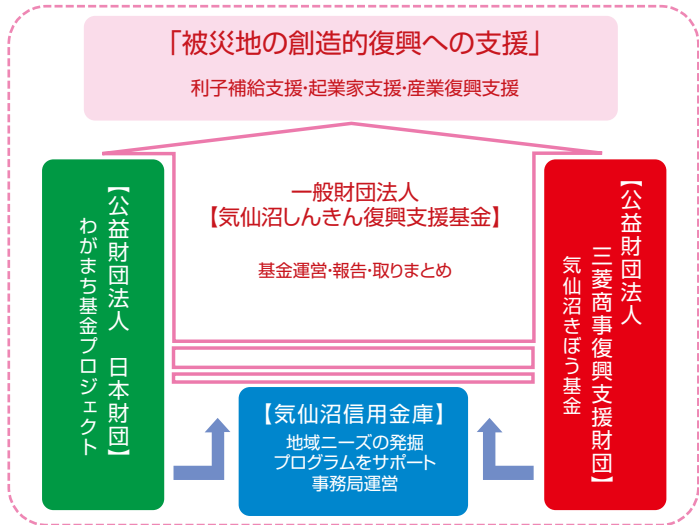 「被災地の創造的復興への支援」
利子補給支援・起業家支援・産業復興支援
【公益財団法人　日本財団】
わがまち基金プロジェクト
一般財団法人
【気仙沼しんきん復興支援基金】
基金運営・報告・取りまとめ
【公益財団法人
三菱商事復興支援財団】
気仙沼きぼう基金
【気仙沼信用金庫】
地域ニーズの発掘
プログラムをサポート
事務局運営